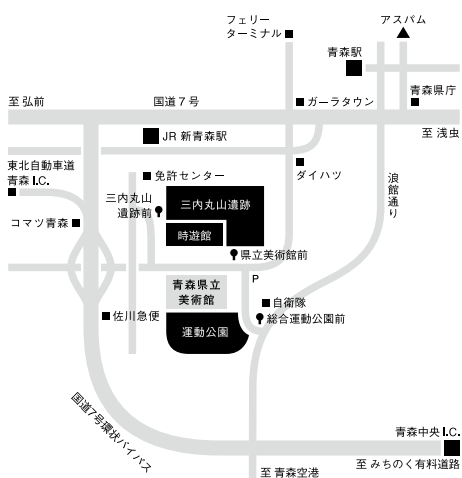 フェリー
ターミナル
アスパム
青森駅
至 弘前
国道7号
ガーラタウン
青森県庁
JR 新青森駅
至 浅虫
東北自動車道
青森 I.C.
免許センター
ダイハツ
浪館通り
三内丸山
遺跡前
三内丸山遺跡
コマツ青森
時遊館
県立美術館前
P
青森県立
美術館
自衛隊
佐川急便
総合運動公園前
運動公園
国道7号環状バイパス
青森中央 I.C.
至 みちのく有料道路
至 青森空港